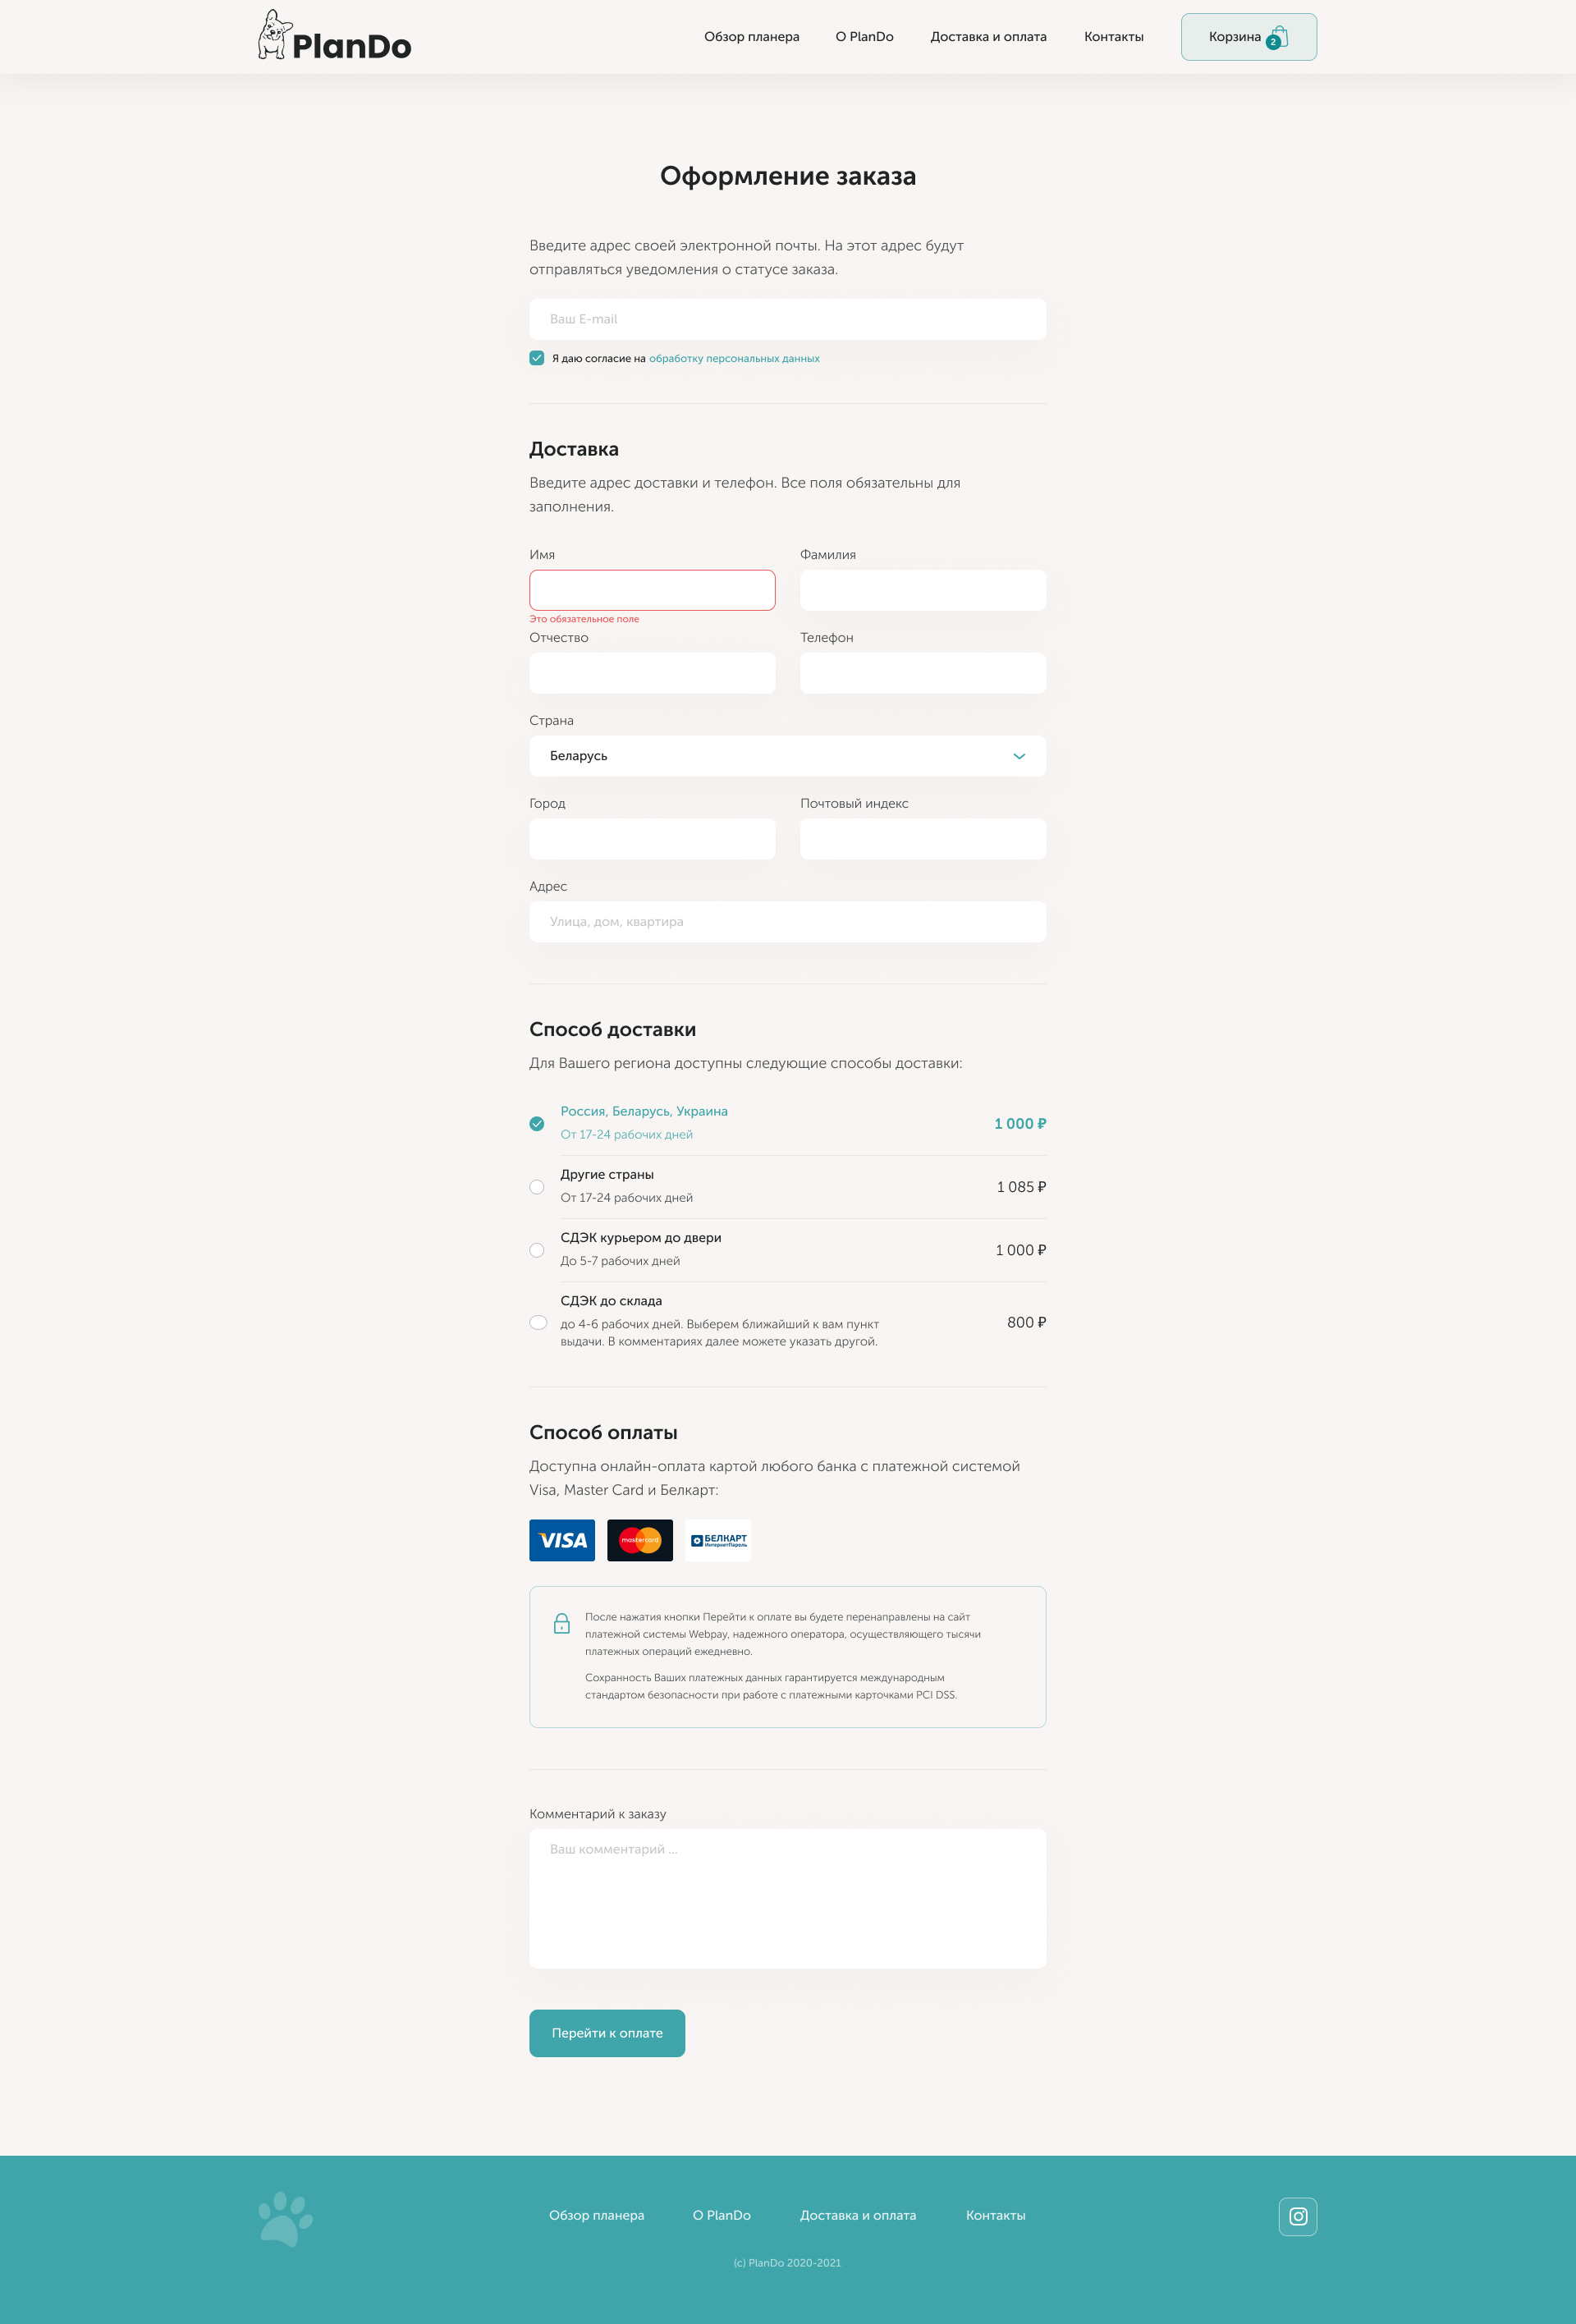 PlanDo
Обзор планера
О PlanDo
Доставка и оплата
Контакты
Корзина
2
Оформление заказа
Введите адрес своей электронной почты. На этот адрес будут
отправляться уведомления о статусе заказа.
Ваш E-mail
Я даю согласие на обработку персональных данных
Доставка
Введите адрес доставки и телефон. Все поля обязательны для
заполнения.
Имя
Фамилия
Это обязательное поле
Отчество
Телефон
Страна
Беларусь
Город
Почтовый индекс
Адрес
Улица, дом, квартира
Способ доставки
Для Вашего региона доступны следующие способы доставки:
Россия, Беларусь, Украина
От 17-24 рабочих дней
1 000 ₽
Другие страны
От 17-24 рабочих дней
1 085 ₽
СДЭК курьером до двери
До 5-7 рабочих дней
1 000 ₽
СДЭК до склада
до 4-6 рабочих дней. Выберем ближайший к вам пункт
выдачи. В комментариях далее можете указать другой.
800 ₽
Способ оплаты
Доступна онлайн-оплата картой любого банка с платежной системой
Visa, Master Card и Белкарт:
VISA
mastercard
БЕЛКАРТ
ИнтернетПароль
После нажатия кнопки Перейти к оплате вы будете перенаправлены на сайт
платежной системы Webpay, надежного оператора, осуществляющего тысячи
платежных операций ежедневно.
Сохранность Ваших платежных данных гарантируется международным
стандартом безопасности при работе с платежными карточками PCI DSS.
Комментарий к заказу
Ваш комментарий ...
Перейти к оплате
Обзор планера
О PlanDo
Доставка и оплата
Контакты
(c) PlanDo 2020-2021